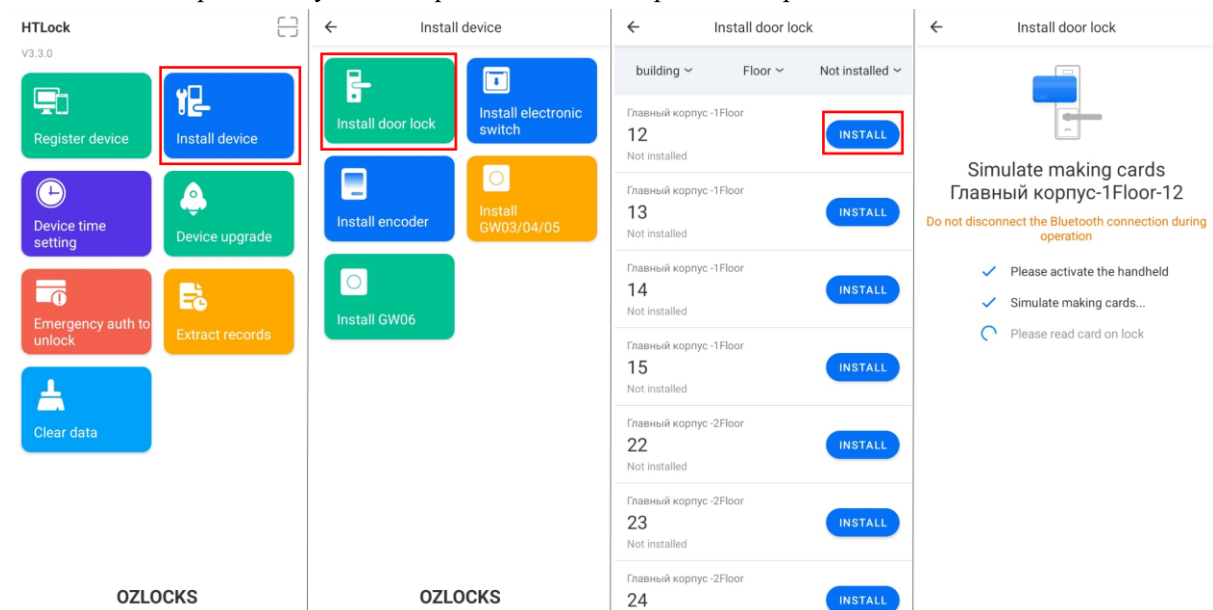 HTLock
V3.3.0
Register device
Install device
Device time
setting
Device upgrade
Emergency auth to
unlock
Extract records
Clear data
OZLOCKS
Install device
Install door lock
Install electronic
switch
Install encoder
Install
GW03/04/05
Install GW06
OZLOCKS
Install door lock
building Floor Not installed
Главный корпус -1Floor
12
Not installed
INSTALL
Главный корпус -1Floor
13
Not installed
INSTALL
Главный корпус -1Floor
14
Not installed
INSTALL
Главный корпус -1Floor
15
Not installed
INSTALL
Главный корпус -2Floor
22
Not installed
INSTALL
Главный корпус -2Floor
23
Not installed
INSTALL
Главный корпус -2Floor
24
INSTALL
Install door lock
Simulate making cards
Главный корпус-1Floor-12
Do not disconnect the Bluetooth connection during
operation
Please activate the handheld
Simulate making cards...
Please read card on lock